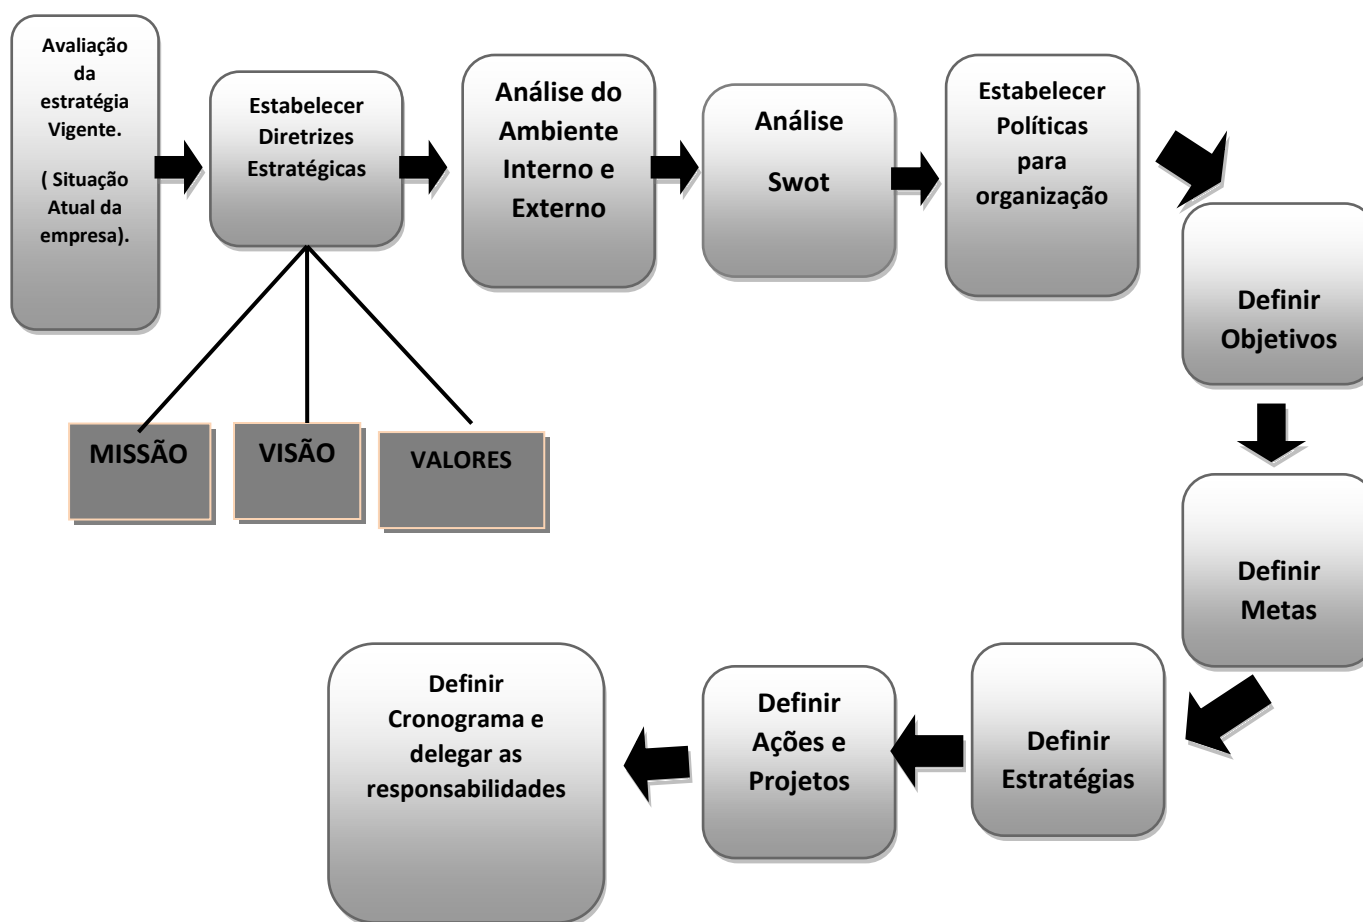 Avaliação
da
estratégia
Vigente.
( Situação
Atual da
empresa).
Estabelecer
Diretrizes
Estratégicas
Análise do
Ambiente
Interno e
Externo
Análise
Swot
Estabelecer
Políticas
para
organização
Definir
Objetivos
MISSÃO
VISÃO
VALORES
Definir
Metas
Definir
Estratégias
Definir
Ações e
Projetos
Definir
Cronograma e
delegar as
responsabilidades